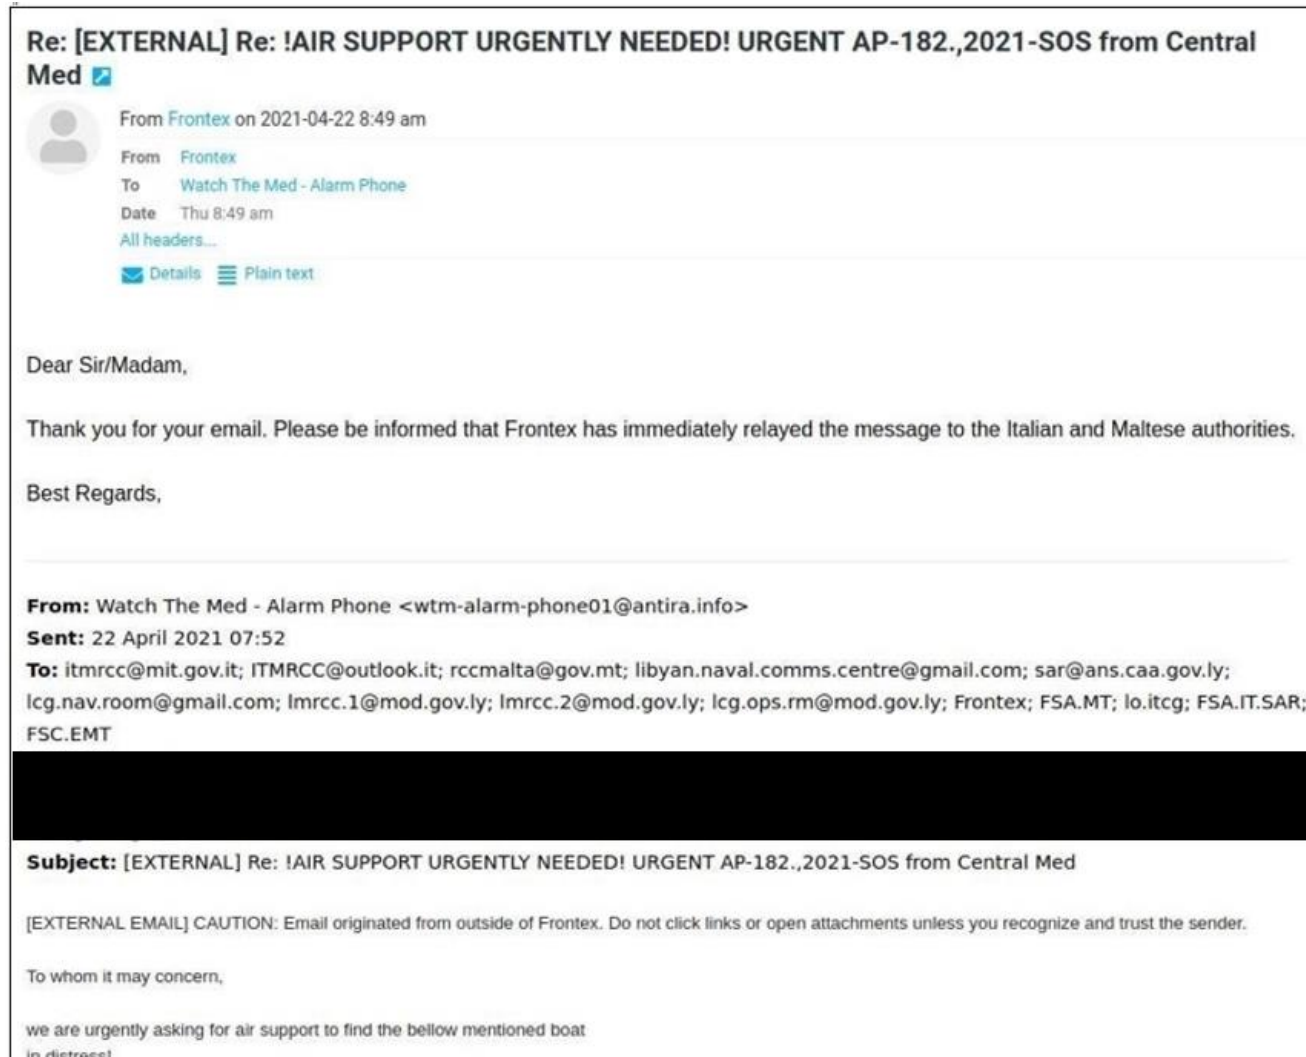 Re: [EXTERNAL] Re: !AIR SUPPORT URGENTLY NEEDED! URGENT AP-182.,2021-SOS from Central
Med
From Frontex on 2021-04-22 8:49 am
From Frontex
To Watch The Med - Alarm Phone
Date Thu 8:49 am
All headers...
Details Plain text
Dear Sir/Madam,
Thank you for your email. Please be informed that Frontex has immediately relayed the message to the Italian and Maltese authorities.
Best Regards,
From: Watch The Med - Alarm Phone <wtm-alarm-phone01@antira.info>
Sent: 22 April 2021 07:52
To: itmrcc@mit.gov.it; ITMRCC@outlook.it; rccmalta@gov.mt; libyan.naval.comms.centre@gmail.com; sar@ans.caa.gov.ly;
lcg.nav.room@gmail.com; lmrcc.1@mod.gov.ly; lmrcc.2@mod.gov.ly; lcg.ops.rm@mod.gov.ly; Frontex; FSA.MT; lo.itcg; FSA.IT.SAR;
FSC.EMT
Subject: [EXTERNAL] Re: !AIR SUPPORT URGENTLY NEEDED! URGENT AP-182.,2021-SOS from Central Med
[EXTERNAL EMAIL] CAUTION: Email originated from outside of Frontex. Do not click links or open attachments unless you recognize and trust the sender.
To whom it may concern,
we are urgently asking for air support to find the bellow mentioned boat
in distress!